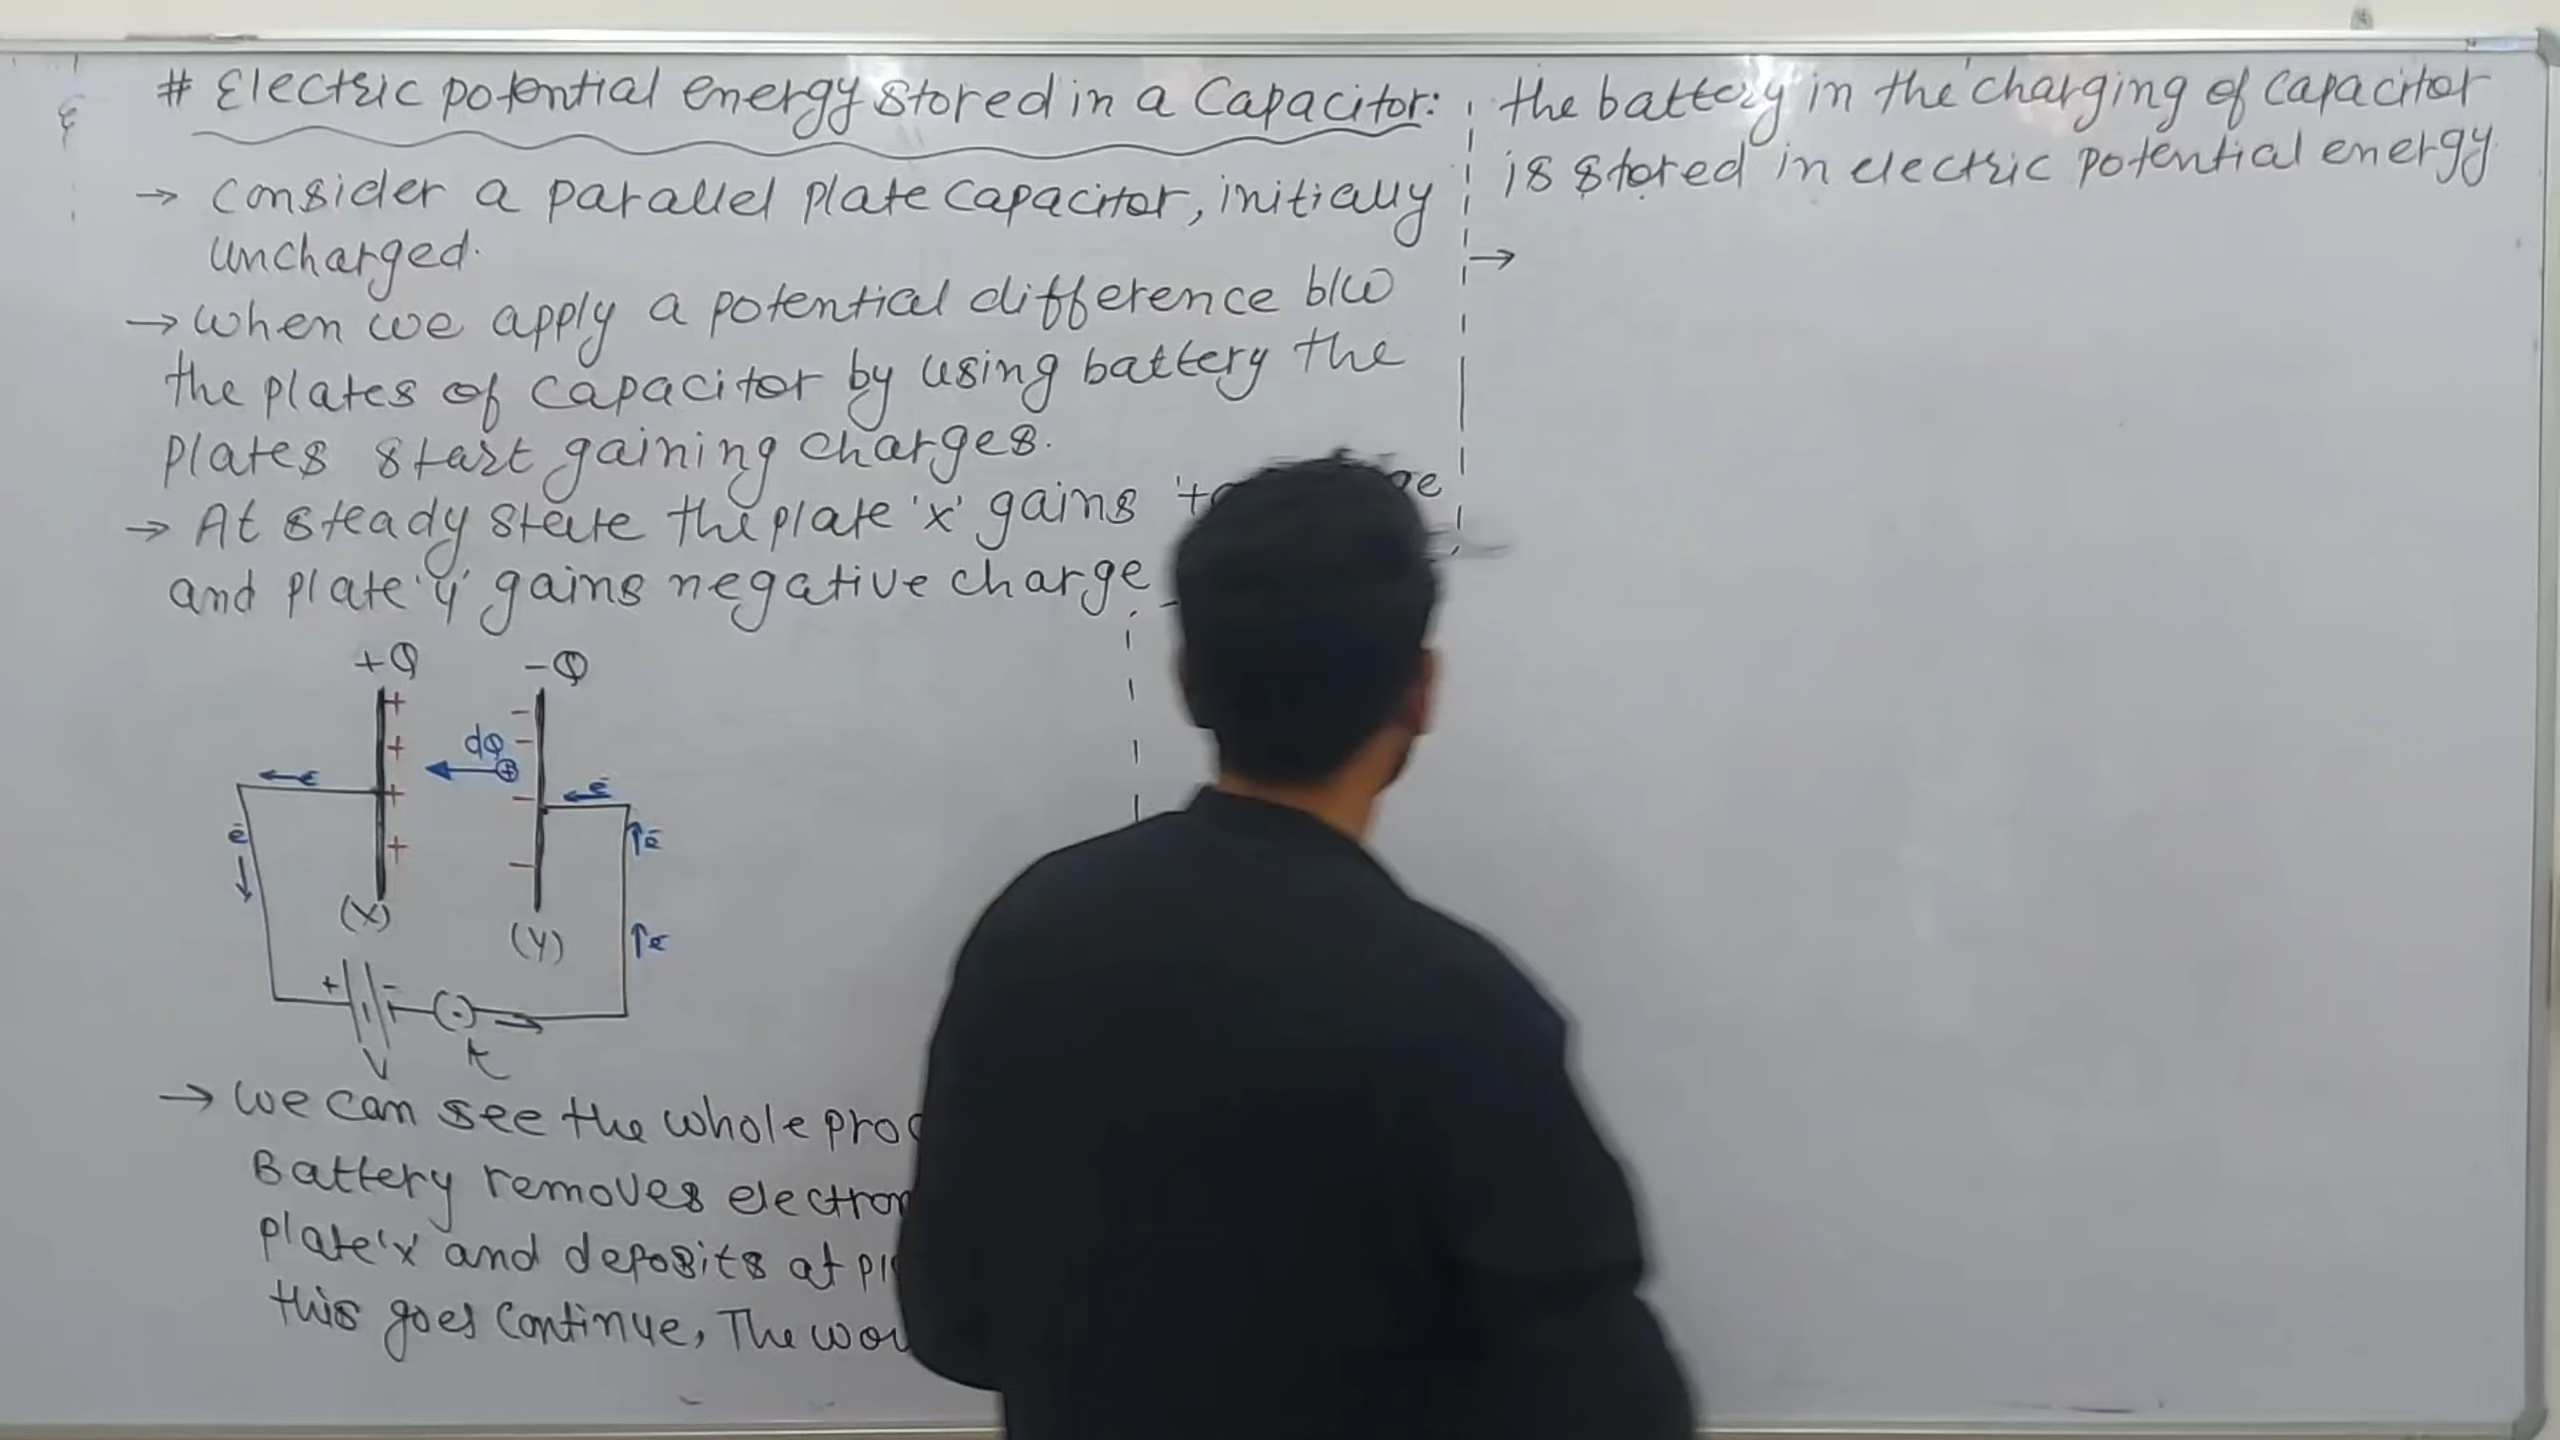 # Electric potential energy stored in a Capacitor:
→ Consider a parallel plate capacitor, initially
uncharged.
→ When we apply a potential difference b/w
the plates of capacitor by using battery the
plates start gaining charges.
→ At steady state the plate 'x' gains
and plate 'y' gains negative charge
+Q -Q
+ + + +
- - - -
dQ
+
e⁻
e⁻
e⁻
e⁻
(X)
(Y)
+ -
V
K
→ We can see the whole
Battery removes
plate 'x' and deposits at
this goes continue, The
the battery in the charging of capacitor
is stored in electric potential energy
→